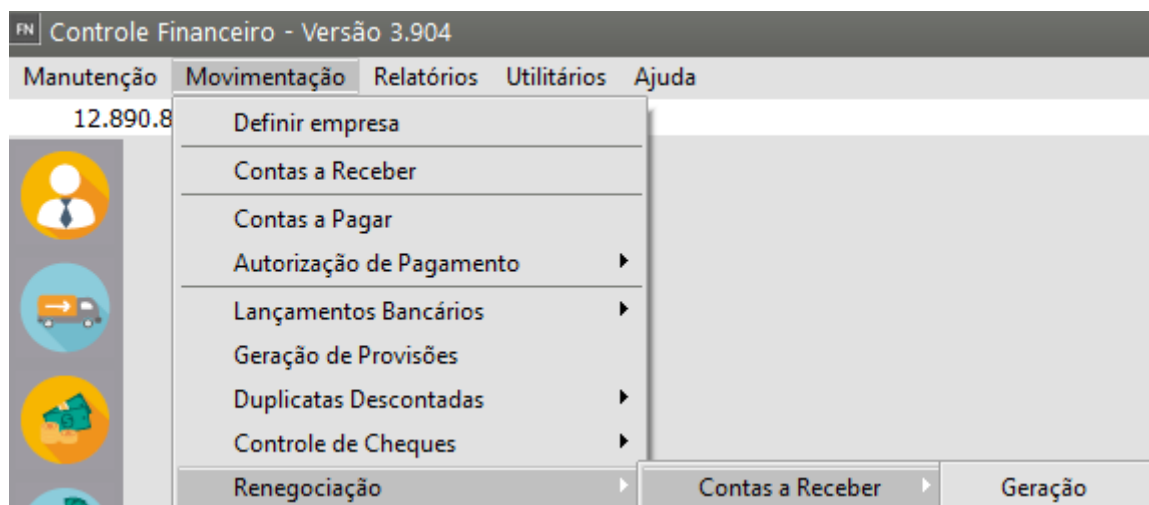 FN Controle Financeiro - Versão 3.904
Manutenção Movimentação Relatórios Utilitários Ajuda
12.890.8
Definir empresa
Contas a Receber
Contas a Pagar
Autorização de Pagamento
Lançamentos Bancários
Geração de Provisões
Duplicatas Descontadas
Controle de Cheques
Renegociação Contas a Receber Geração